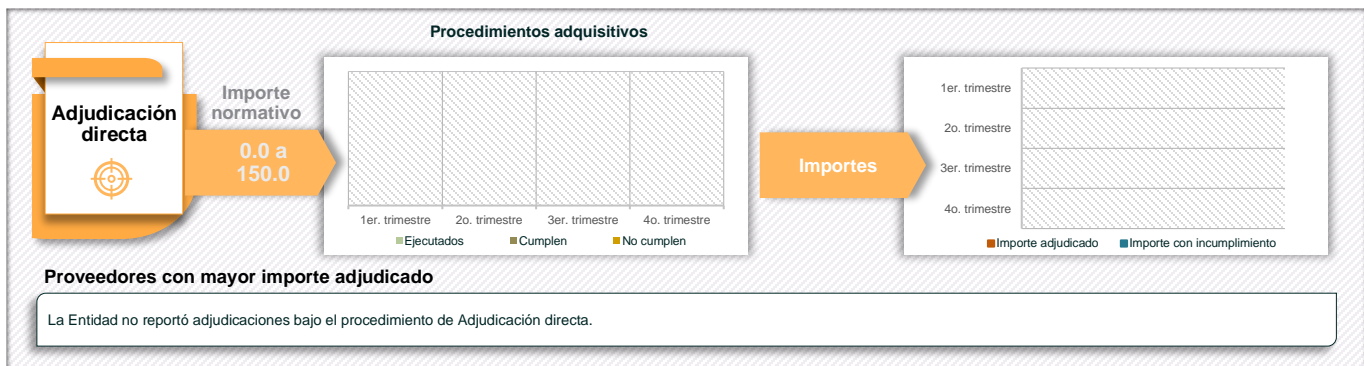 Procedimientos adquisitivos
Adjudicación
directa
Importe
normativo
0.0 a
150.0
1er. trimestre
2o. trimestre
3er. trimestre
4o. trimestre
Ejecutados
Cumplen
No cumplen
Importes
1er. trimestre
2o. trimestre
3er. trimestre
4o. trimestre
Importe adjudicado
Importe con incumplimiento
Proveedores con mayor importe adjudicado
La Entidad no reportó adjudicaciones bajo el procedimiento de Adjudicación directa.